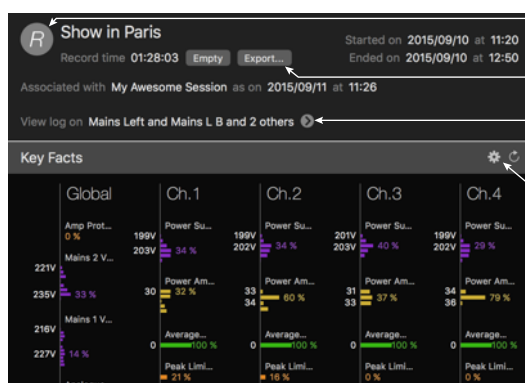 R
Show in Paris
Started on 2015/09/10 at 11:20
Record time 01:28:03 Empty Export... Ended on 2015/09/10 at 12:50
Associated with My Awesome Session as on 2015/09/11 at 11:26
View log on Mains Left and Mains L B and 2 others
Key Facts
Global Ch.1 Ch.2 Ch.3 Ch.4
Amp Prot... Power Su... Power Su... Power Su... Power Su...
0 % 199V 199V 201V 199V
203V 34 % 202V 34 % 203V 40 % 202V 29 %
Mains 2 V...
221V
Power Am... Power Am... Power Am... Power Am...
235V 33 % 30 32 % 33 60 % 31 37 % 34 79 %
34 33 36
Mains 1 V...
216V
Average... Average... Average... Average...
227V 14 % 0 100 % 0 100 % 0 100 % 0 100 %
Peak Limi... Peak Limi... Peak Limi... Peak Limi...
21 % 16 % 0 % 0 %